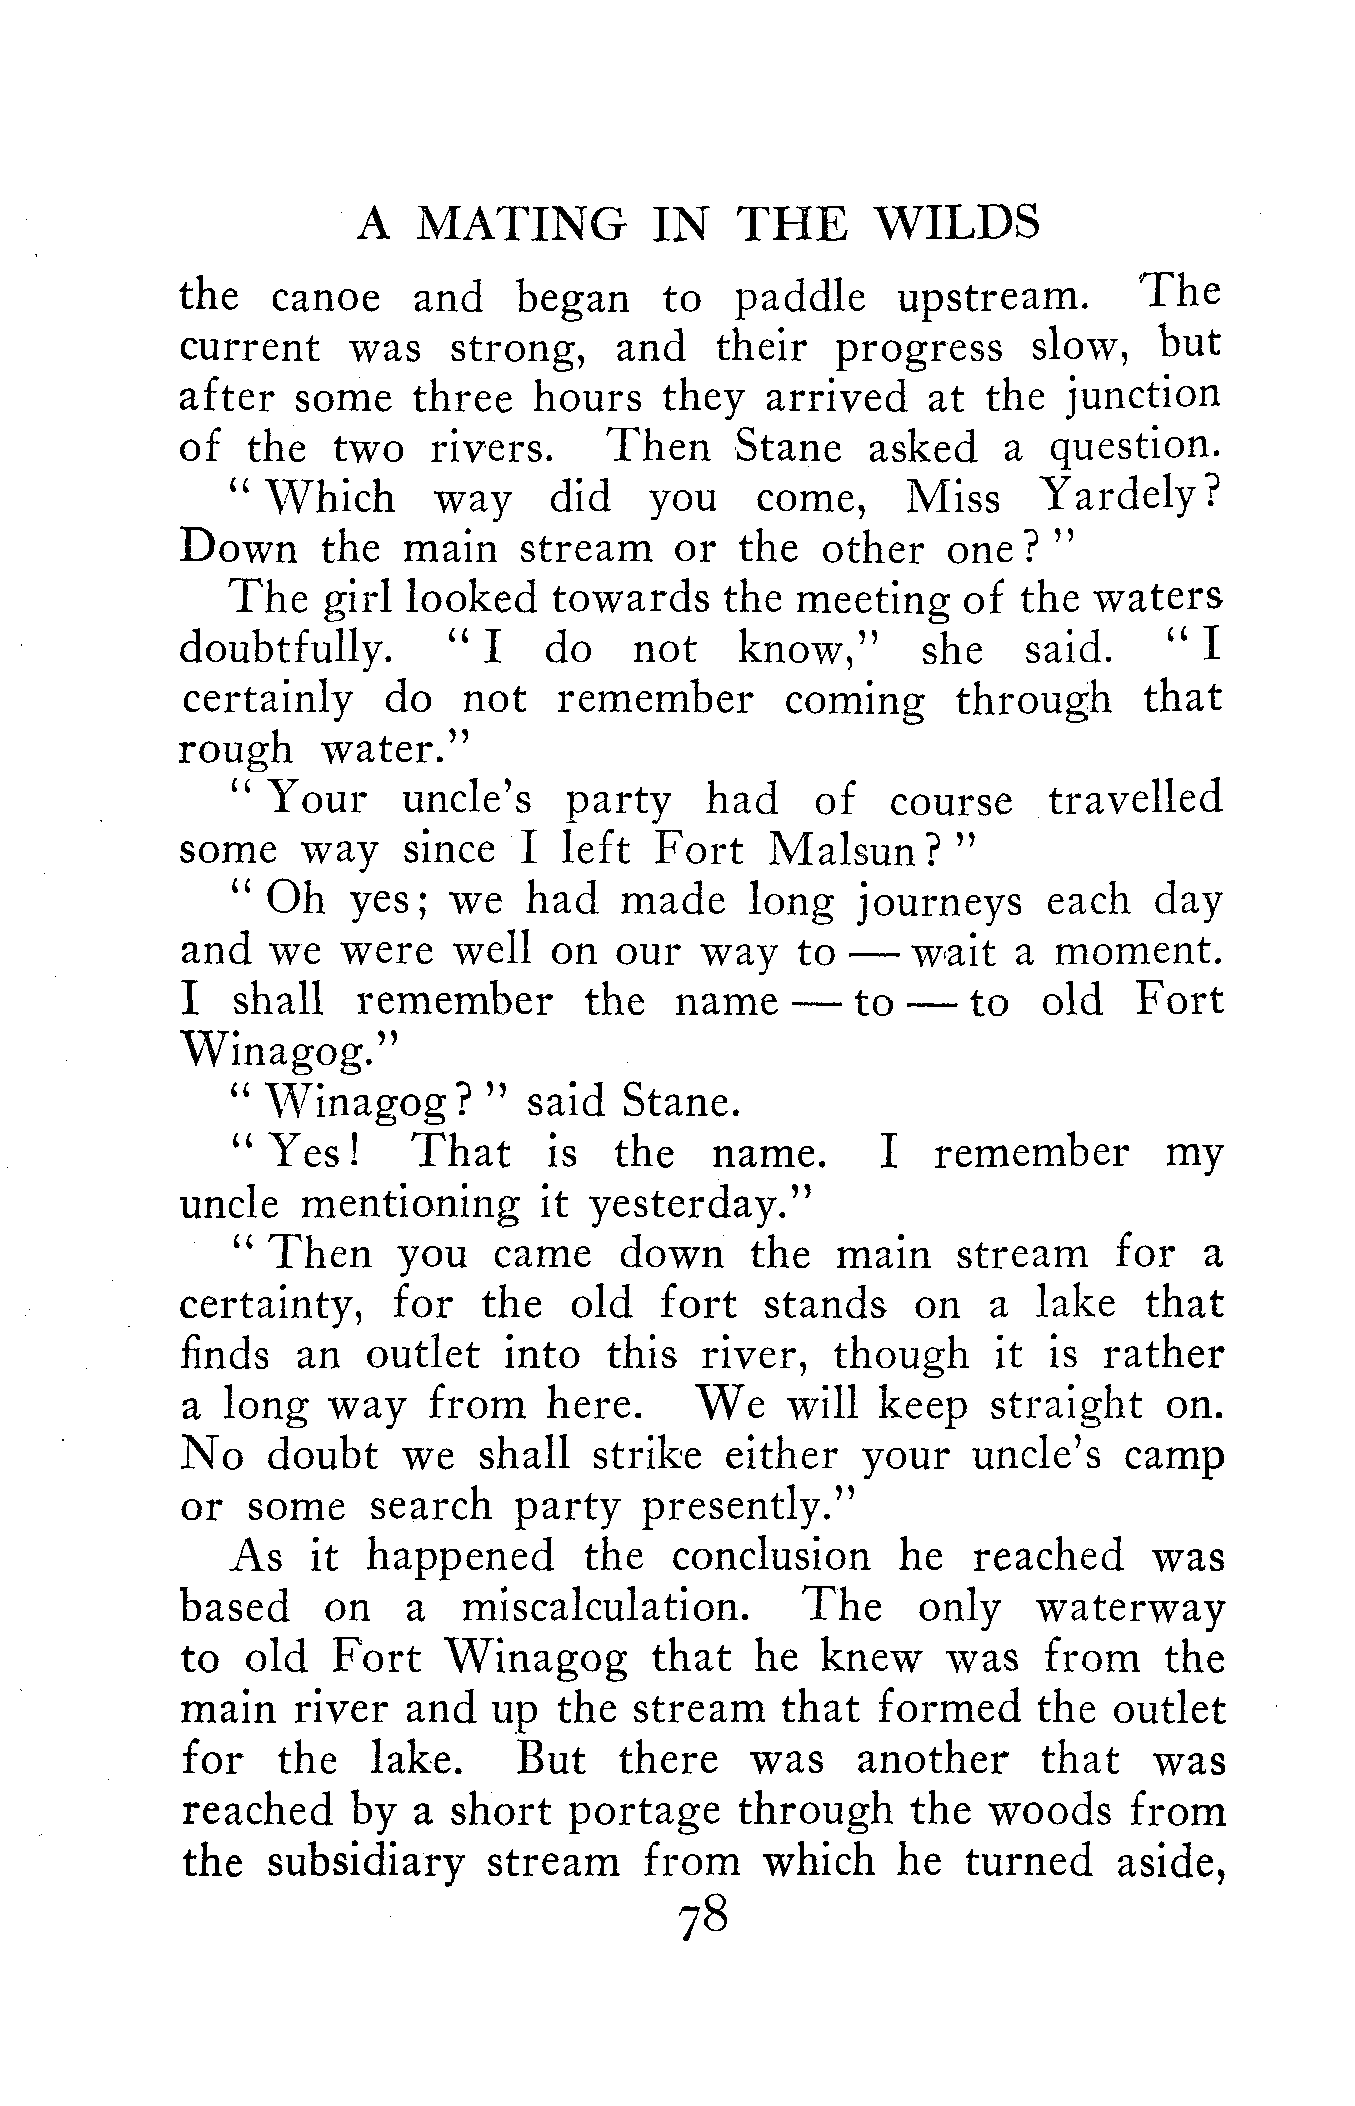 A MATING IN THE WILDS
the canoe and began to paddle upstream. The
current was strong, and their progress slow, but
after some three hours they arrived at the junction
of the two rivers. Then Stane asked a question.
“ Which way did you come, Miss Yardely?
Down the main stream or the other one? ”
The girl looked towards the meeting of the waters
doubtfully. “ I do not know,” she said. “ I
certainly do not remember coming through that
rough water.”
“ Your uncle’s party had of course travelled
some way since I left Fort Malsun? ”
“ Oh yes; we had made long journeys each day
and we were well on our way to — wait a moment.
I shall remember the name — to — to old Fort
Winagog.”
“ Winagog? ” said Stane.
“ Yes! That is the name. I remember my
uncle mentioning it yesterday.”
“ Then you came down the main stream for a
certainty, for the old fort stands on a lake that
finds an outlet into this river, though it is rather
a long way from here. We will keep straight on.
No doubt we shall strike either your uncle’s camp
or some search party presently.”
As it happened the conclusion he reached was
based on a miscalculation. The only waterway
to old Fort Winagog that he knew was from the
main river and up the stream that formed the outlet
for the lake. But there was another that was
reached by a short portage through the woods from
the subsidiary stream from which he turned aside,
78